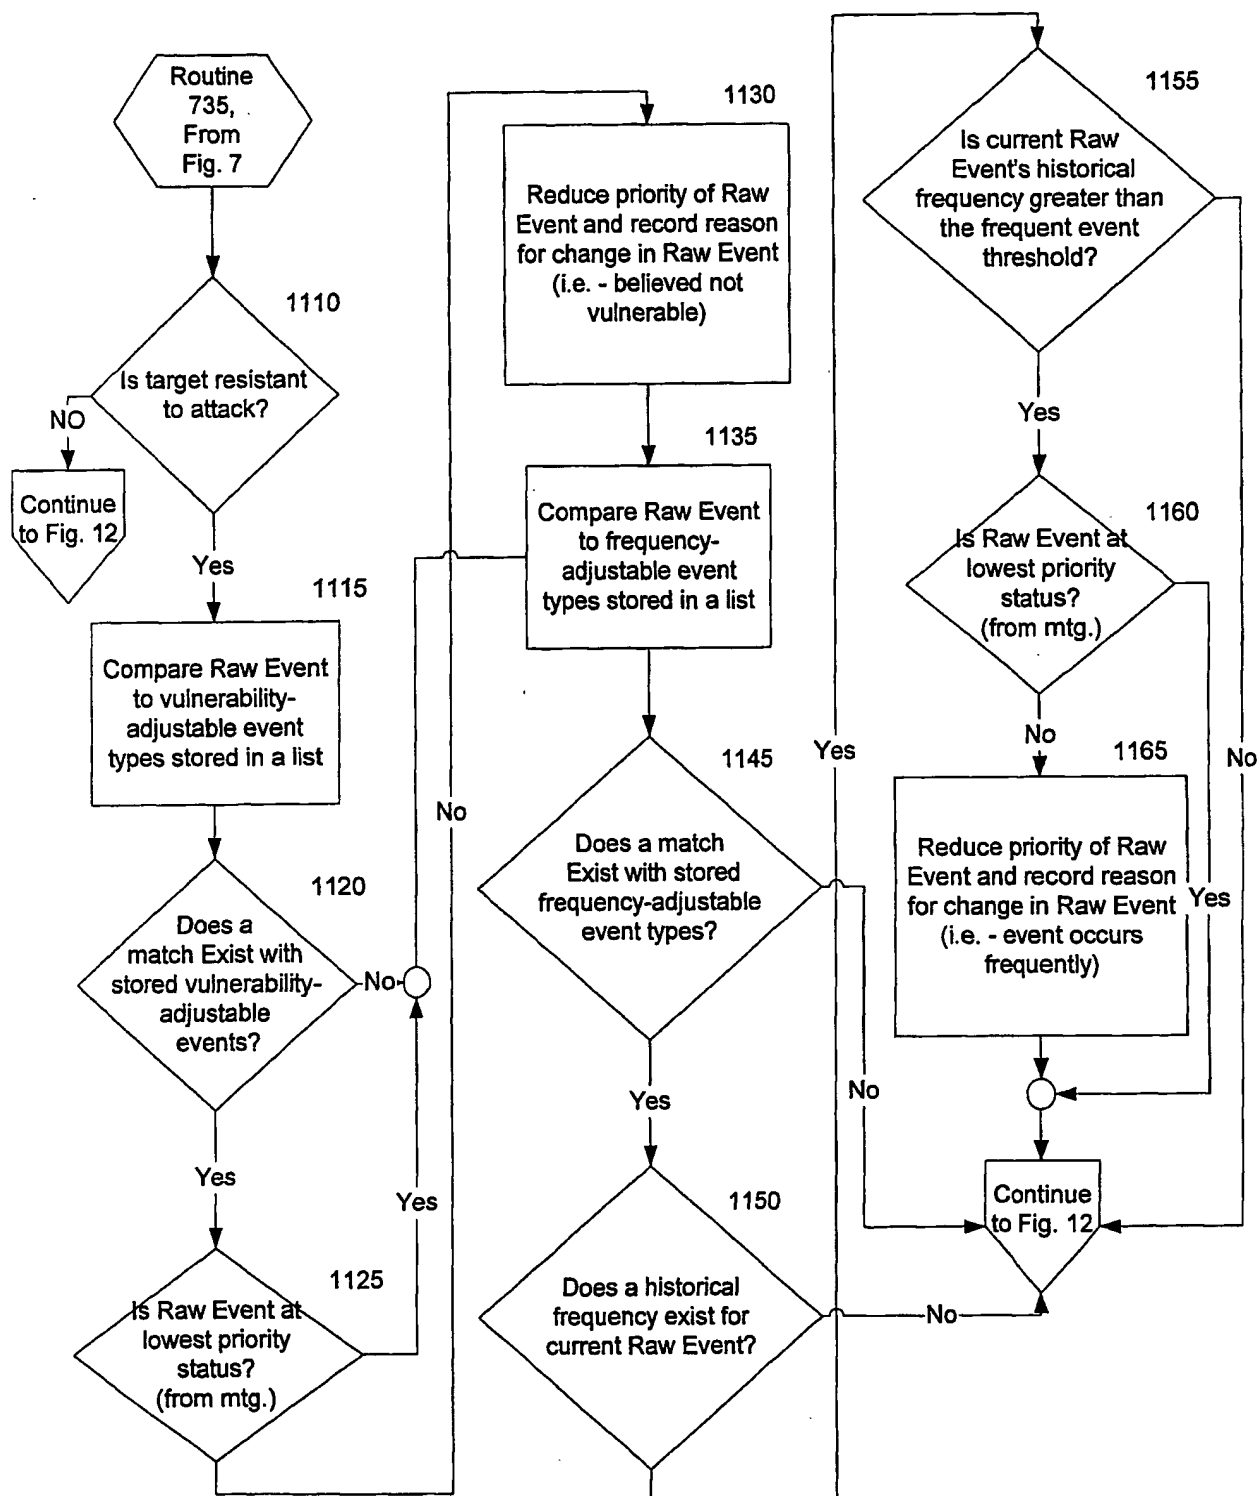 Routine
735,
From
Fig. 7
1110
Is target resistant
to attack?
NO
Continue
to Fig. 12
Yes
1115
Compare Raw Event
to vulnerability-
adjustable event
types stored in a list
1120
Does a
match Exist with
stored vulnerability-
adjustable
events?
No
Yes
1125
Is Raw Event at
lowest priority
status?
(from mtg.)
Yes
No
1130
Reduce priority of Raw
Event and record reason
for change in Raw Event
(i.e. - believed not
vulnerable)
1135
Compare Raw Event
to frequency-
adjustable event
types stored in a list
1145
Does a match
Exist with stored
frequency-adjustable
event types?
No
Yes
1150
Does a historical
frequency exist for
current Raw Event?
No
Yes
1155
Is current Raw
Event's historical
frequency greater than
the frequent event
threshold?
No
Yes
1160
Is Raw Event at
lowest priority
status?
(from mtg.)
No
Yes
1165
Reduce priority of Raw
Event and record reason
for change in Raw Event
(i.e. - event occurs
frequently)
Continue
to Fig. 12